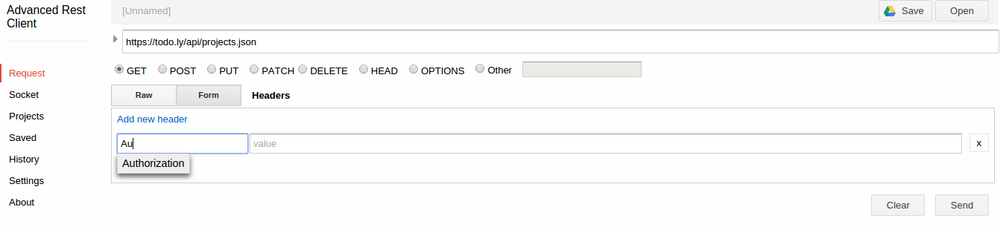 Advanced Rest
Client
[Unnamed]
Save
Open
https://todo.ly/api/projects.json
GET POST PUT PATCH DELETE HEAD OPTIONS Other
Raw Form Headers
Add new header
Au value x
Authorization
Clear Send
Request
Socket
Projects
Saved
History
Settings
About